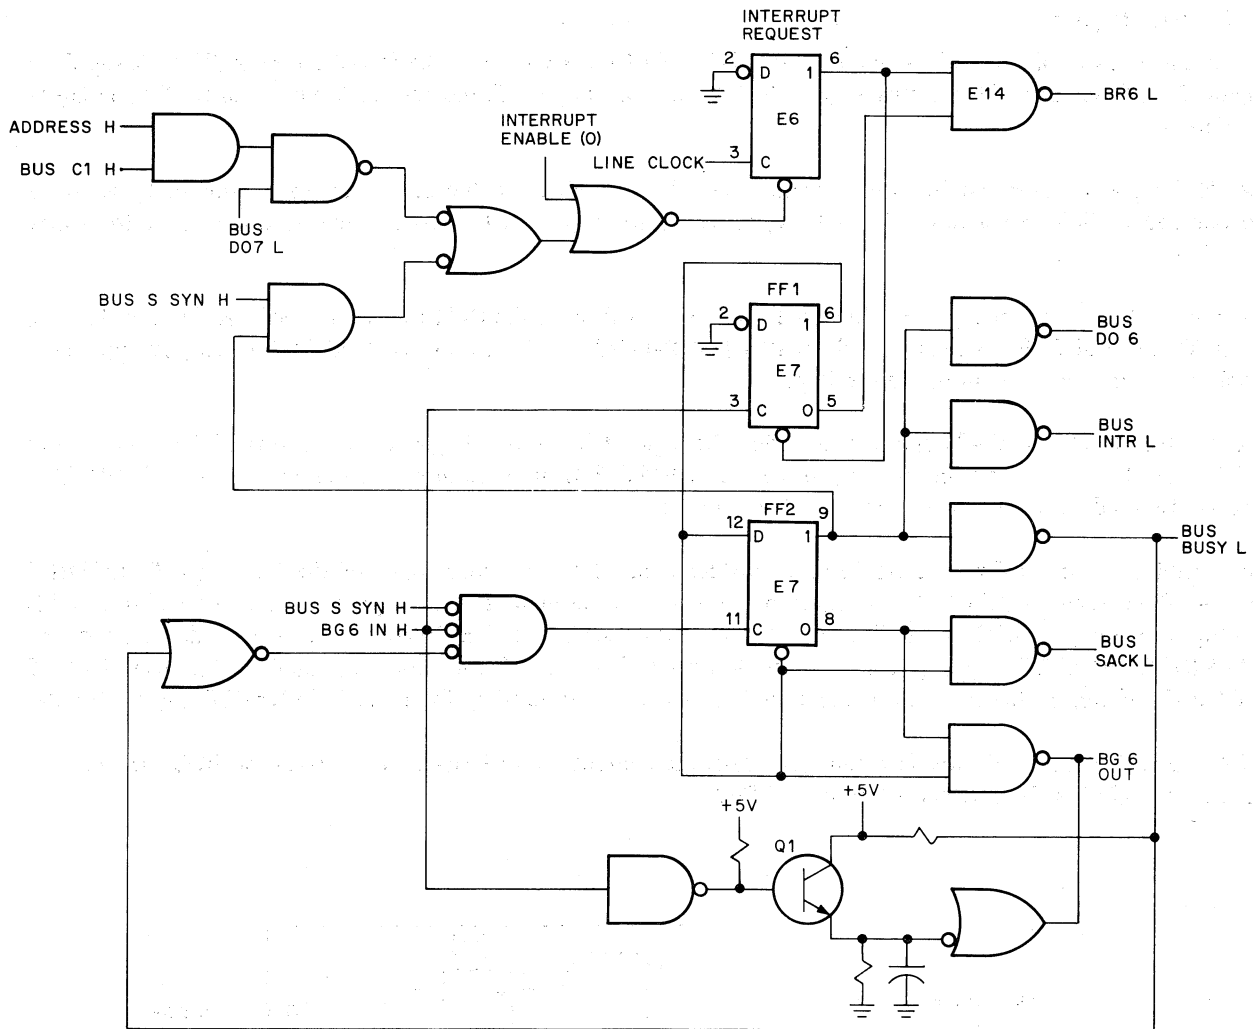 INTERRUPT
REQUEST
2
D
1
6
E6
3
C
LINE CLOCK
E14
BR6 L
ADDRESS H
BUS C1 H
BUS
DO7 L
INTERRUPT
ENABLE (0)
BUS S SYN H
FF1
2
D
1
6
E7
3
C
O
5
BUS
DO 6
BUS
INTR L
FF2
12
D
1
9
E7
11
C
O
8
BUS
BUSY L
BUS S SYN H
BG6 IN H
BUS
SACK L
BG 6
OUT
+5V
+5V
Q1